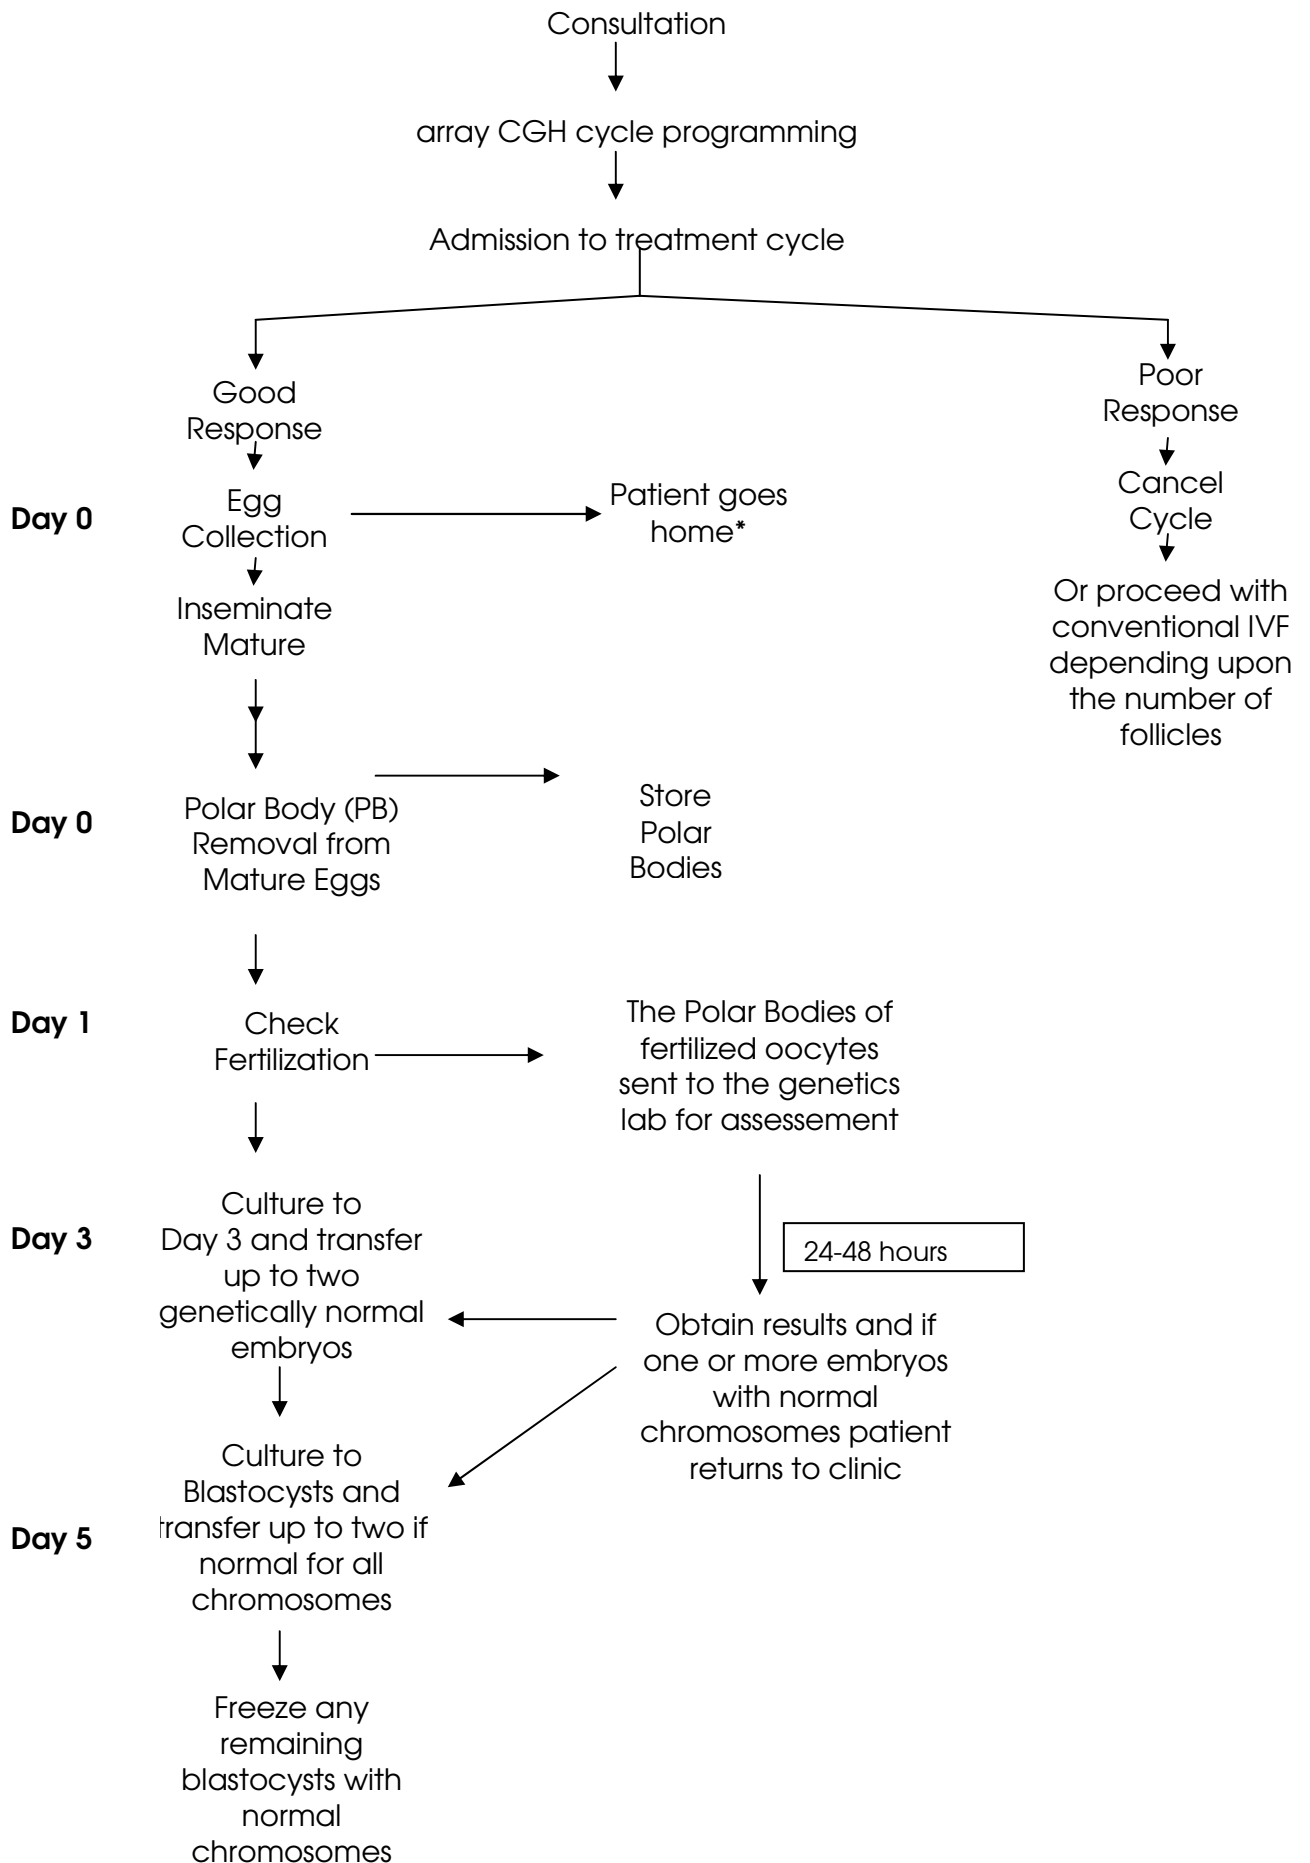 Consultation
array CGH cycle programming
Admission to treatment cycle
Good
Response
Poor
Response
Day 0
Egg
Collection
Patient goes
home*
Cancel
Cycle
Inseminate
Mature
Or proceed with
conventional IVF
depending upon
the number of
follicles
Day 0
Polar Body (PB)
Removal from
Mature Eggs
Store
Polar
Bodies
Day 1
Check
Fertilization
The Polar Bodies of
fertilized oocytes
sent to the genetics
lab for assessement
Day 3
Culture to
Day 3 and transfer
up to two
genetically normal
embryos
24-48 hours
Obtain results and if
one or more embryos
with normal
chromosomes patient
returns to clinic
Day 5
Culture to
Blastocysts and
transfer up to two if
normal for all
chromosomes
Freeze any
remaining
blastocysts with
normal
chromosomes